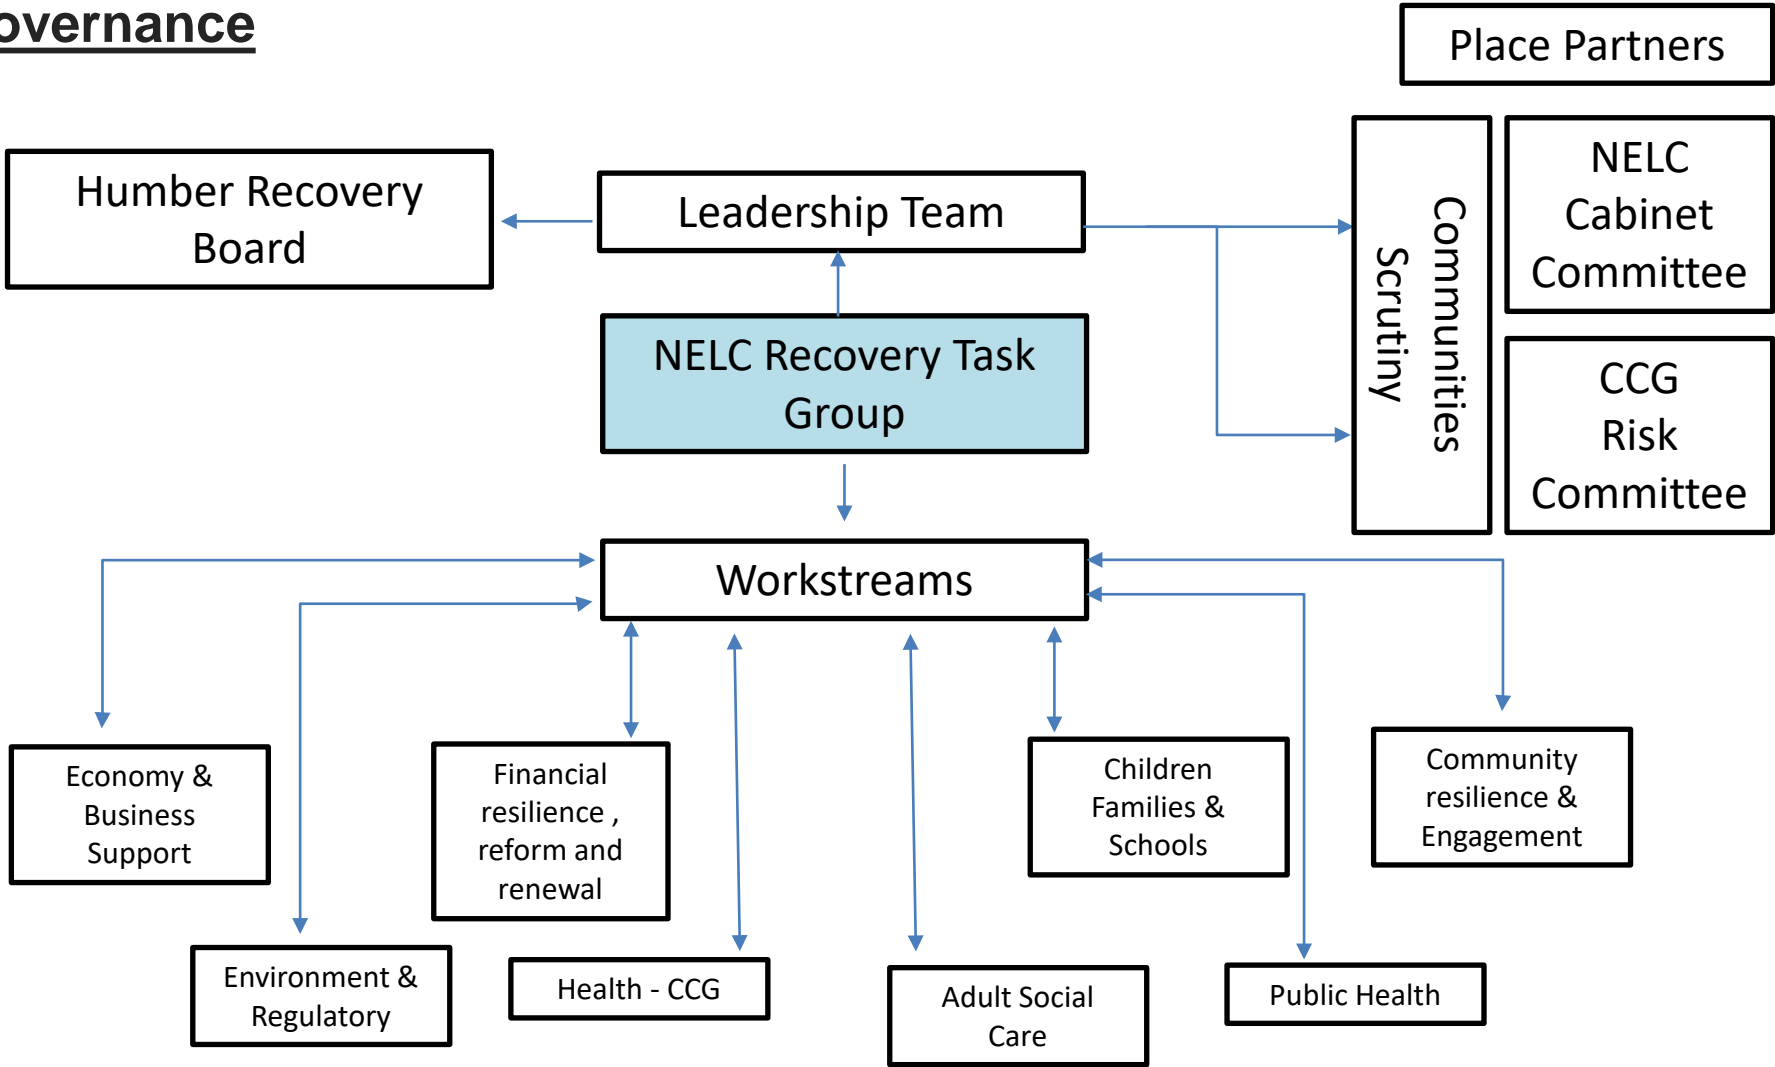 overnance
Place Partners
Humber Recovery
Board
Leadership Team
Communities
Scrutiny
NELC
Cabinet
Committee
NELC Recovery Task
Group
CCG
Risk
Committee
Workstreams
Economy &
Business
Support
Financial
resilience ,
reform and
renewal
Children
Families &
Schools
Community
resilience &
Engagement
Environment &
Regulatory
Health - CCG
Adult Social
Care
Public Health